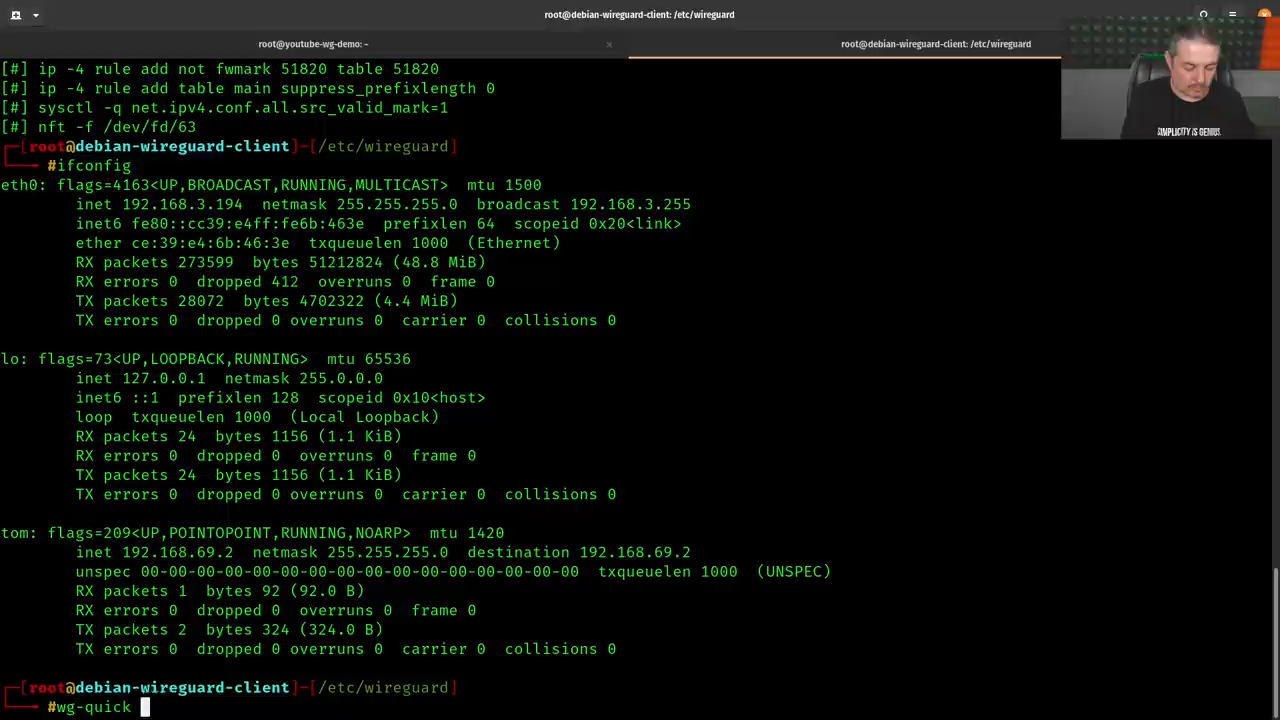 root@debian-wireguard-client: /etc/wireguard
root@youtube-wg-demo: ~
root@debian-wireguard-client: /etc/wireguard
[#] ip -4 rule add not fwmark 51820 table 51820
[#] ip -4 rule add table main suppress_prefixlength 0
[#] sysctl -q net.ipv4.conf.all.src_valid_mark=1
[#] nft -f /dev/fd/63
SIMPLICITY IS GENIUS.
[root@debian-wireguard-client]-[/etc/wireguard]
#ifconfig
eth0: flags=4163<UP,BROADCAST,RUNNING,MULTICAST>  mtu 1500
inet 192.168.3.194  netmask 255.255.255.0  broadcast 192.168.3.255
inet6 fe80::cc39:e4ff:fe6b:463e  prefixlen 64  scopeid 0x20<link>
ether ce:39:e4:6b:46:3e  txqueuelen 1000  (Ethernet)
RX packets 273599  bytes 51212824 (48.8 MiB)
RX errors 0  dropped 412  overruns 0  frame 0
TX packets 28072  bytes 4702322 (4.4 MiB)
TX errors 0  dropped 0 overruns 0  carrier 0  collisions 0
lo: flags=73<UP,LOOPBACK,RUNNING>  mtu 65536
inet 127.0.0.1  netmask 255.0.0.0
inet6 ::1  prefixlen 128  scopeid 0x10<host>
loop  txqueuelen 1000  (Local Loopback)
RX packets 24  bytes 1156 (1.1 KiB)
RX errors 0  dropped 0  overruns 0  frame 0
TX packets 24  bytes 1156 (1.1 KiB)
TX errors 0  dropped 0 overruns 0  carrier 0  collisions 0
tom: flags=209<UP,POINTOPOINT,RUNNING,NOARP>  mtu 1420
inet 192.168.69.2  netmask 255.255.255.0  destination 192.168.69.2
unspec 00-00-00-00-00-00-00-00-00-00-00-00-00-00-00-00  txqueuelen 1000  (UNSPEC)
RX packets 1  bytes 92 (92.0 B)
RX errors 0  dropped 0  overruns 0  frame 0
TX packets 2  bytes 324 (324.0 B)
TX errors 0  dropped 0 overruns 0  carrier 0  collisions 0
[root@debian-wireguard-client]-[/etc/wireguard]
#wg-quick